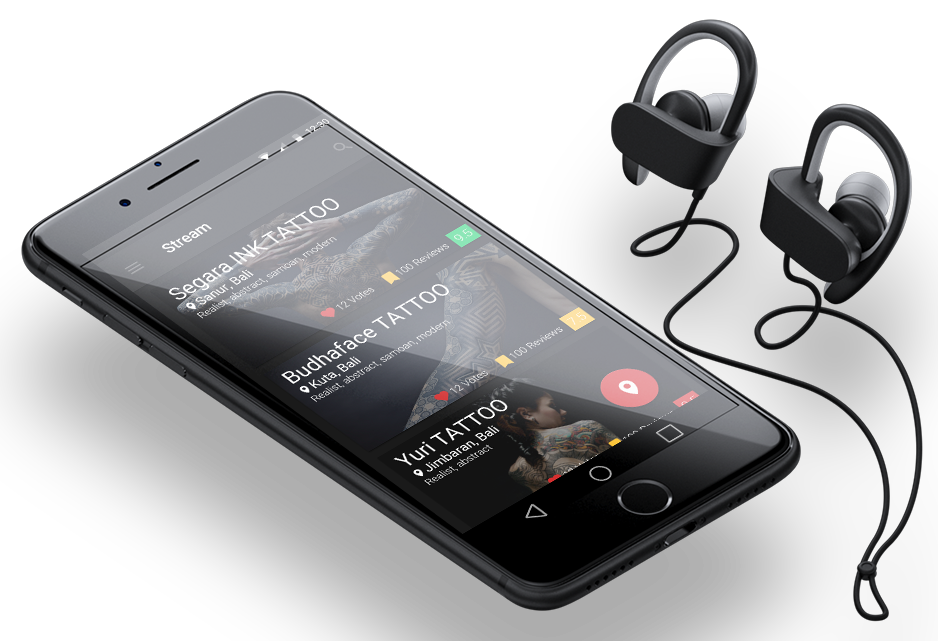 12:30
Stream
Segara INK TATTOO
Sanur, Bali
Realist, abstract, samoan, modern
12 Votes
100 Reviews
9.5
Budhaface TATTOO
Kuta, Bali
Realist, abstract, samoan, modern
12 Votes
100 Reviews
7.5
Yuri TATTOO
Jimbaran, Bali
Realist, abstract